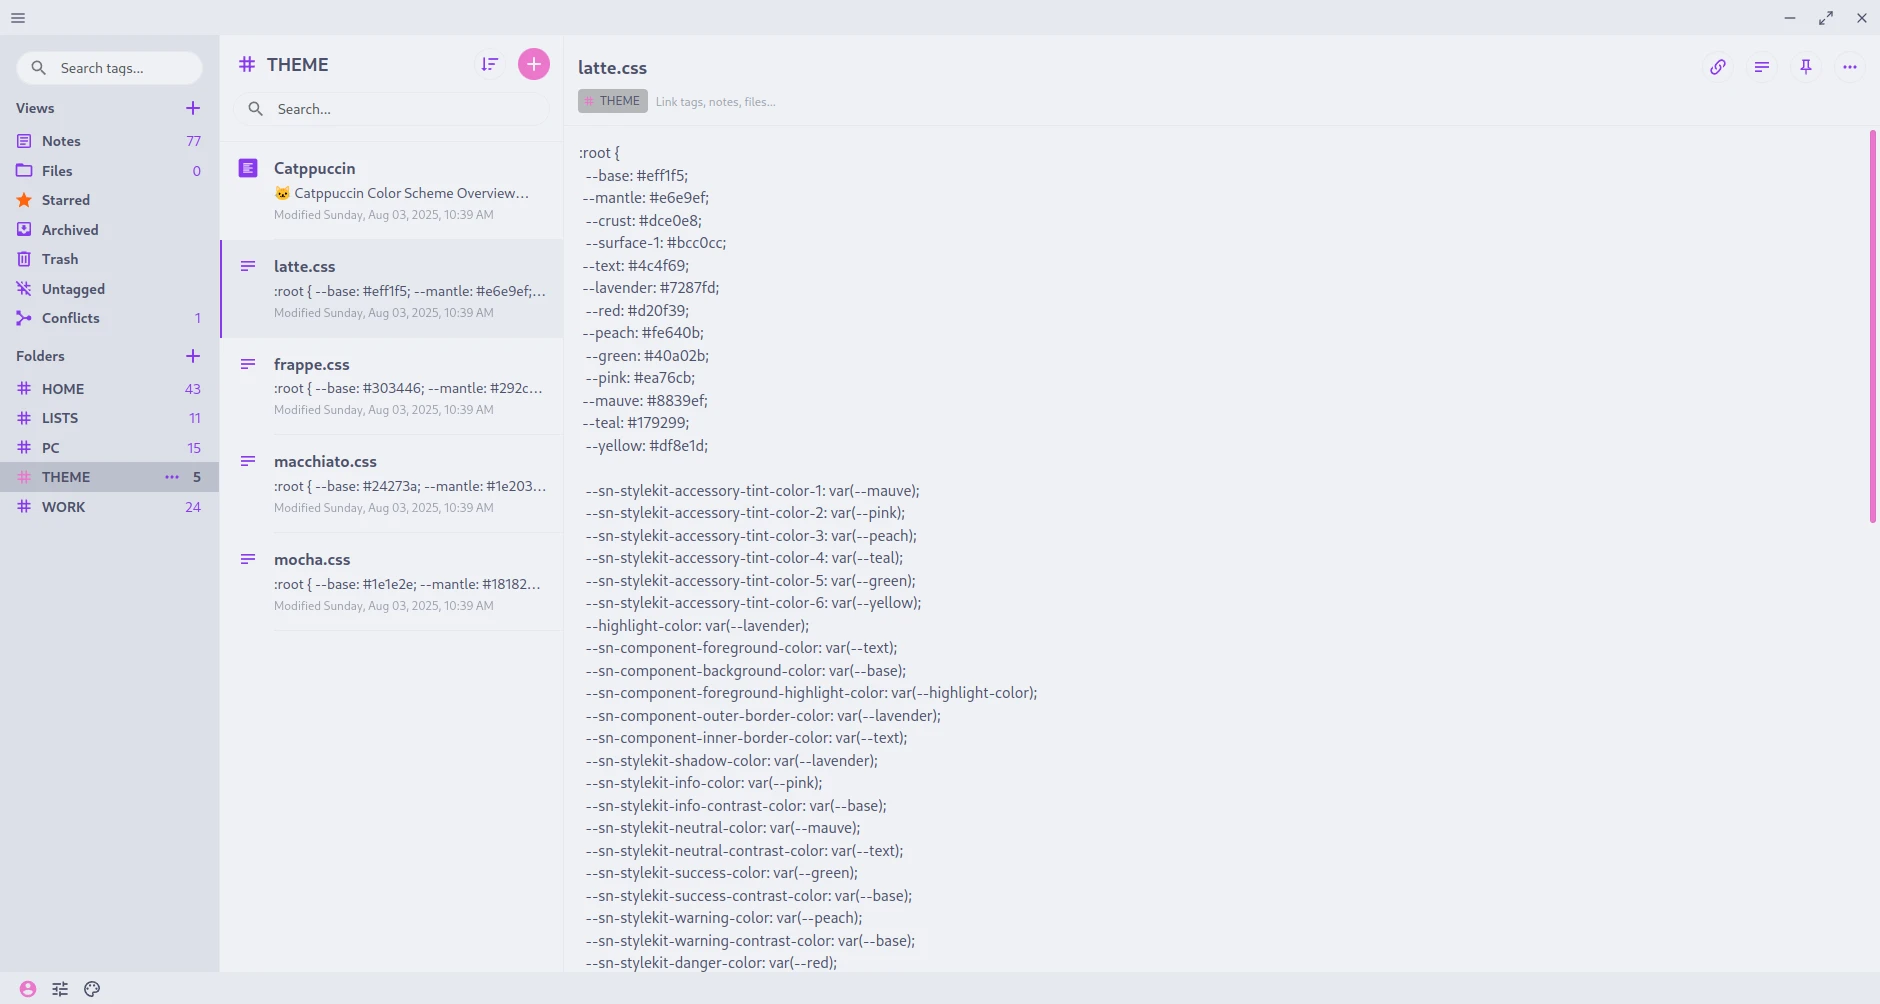 Search tags...
Views
Notes 77
Files 0
Starred
Archived
Trash
Untagged
Conflicts 1
Folders
HOME 43
LISTS 11
PC 15
THEME 5
WORK 24
THEME
Search...
Catppuccin
🐱 Catppuccin Color Scheme Overview...
Modified Sunday, Aug 03, 2025, 10:39 AM
latte.css
:root { --base: #eff1f5; --mantle: #e6e9ef;...
Modified Sunday, Aug 03, 2025, 10:39 AM
frappe.css
:root { --base: #303446; --mantle: #292c...
Modified Sunday, Aug 03, 2025, 10:39 AM
macchiato.css
:root { --base: #24273a; --mantle: #1e203...
Modified Sunday, Aug 03, 2025, 10:39 AM
mocha.css
:root { --base: #1e1e2e; --mantle: #18182...
Modified Sunday, Aug 03, 2025, 10:39 AM
latte.css
# THEME Link tags, notes, files...
:root {
--base: #eff1f5;
--mantle: #e6e9ef;
--crust: #dce0e8;
--surface-1: #bcc0cc;
--text: #4c4f69;
--lavender: #7287fd;
--red: #d20f39;
--peach: #fe640b;
--green: #40a02b;
--pink: #ea76cb;
--mauve: #8839ef;
--teal: #179299;
--yellow: #df8e1d;
--sn-stylekit-accessory-tint-color-1: var(--mauve);
--sn-stylekit-accessory-tint-color-2: var(--pink);
--sn-stylekit-accessory-tint-color-3: var(--peach);
--sn-stylekit-accessory-tint-color-4: var(--teal);
--sn-stylekit-accessory-tint-color-5: var(--green);
--sn-stylekit-accessory-tint-color-6: var(--yellow);
--highlight-color: var(--lavender);
--sn-component-foreground-color: var(--text);
--sn-component-background-color: var(--base);
--sn-component-foreground-highlight-color: var(--highlight-color);
--sn-component-outer-border-color: var(--lavender);
--sn-component-inner-border-color: var(--text);
--sn-stylekit-shadow-color: var(--lavender);
--sn-stylekit-info-color: var(--pink);
--sn-stylekit-info-contrast-color: var(--base);
--sn-stylekit-neutral-color: var(--mauve);
--sn-stylekit-neutral-contrast-color: var(--text);
--sn-stylekit-success-color: var(--green);
--sn-stylekit-success-contrast-color: var(--base);
--sn-stylekit-warning-color: var(--peach);
--sn-stylekit-warning-contrast-color: var(--base);
--sn-stylekit-danger-color: var(--red);